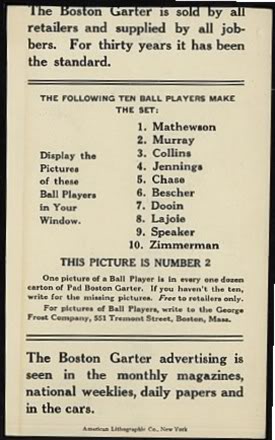 The Boston Garter is sold by all
retailers and supplied by all job-
bers. For thirty years it has been
the standard.
THE FOLLOWING TEN BALL PLAYERS MAKE
THE SET:
Display the
Pictures
of these
Ball Players
in Your
Window.
1. Mathewson
2. Murray
3. Collins
4. Jennings
5. Chase
6. Bescher
7. Dooin
8. Lajoie
9. Speaker
10. Zimmerman
THIS PICTURE IS NUMBER 2
One picture of a Ball Player is in every one dozen
carton of Pad Boston Garter. If you haven't the ten,
write for the missing pictures. Free to retailers only.
For pictures of Ball Players, write to the George
Frost Company, 551 Tremont Street, Boston, Mass.
The Boston Garter advertising is
seen in the monthly magazines,
national weeklies, daily papers and
in the cars.
American Lithographic Co., New York